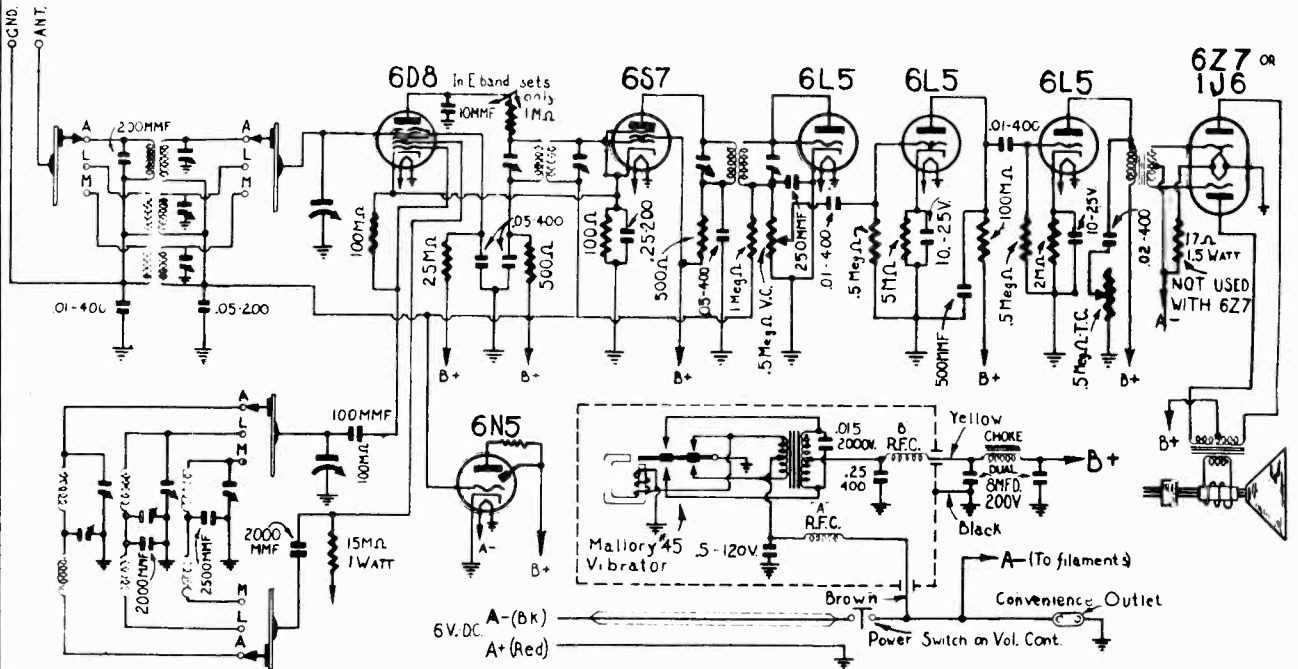 GND.
ANT.
6D8
In E band sets
only
10MMF
1MΩ
6S7
6L5
6L5
6L5
6Z7 OR
1J6
A
200MMF
A
L
L
M
M
.01-400
.05-200
100MΩ
25MΩ
.05-400
500Ω
100Ω
.25-200
500Ω
.05-400
1 Meg Ω
.5 Meg Ω V.C.
250MMF
.01-400
.5 Meg Ω
5MΩ
10.-25V.
500MMF
.01-400
100MΩ
.5 Meg Ω
2MΩ
10-25V
.5 Meg Ω-T.C.
.02-400
17Ω
1.5 WATT
NOT USED
WITH 6Z7
A-
B+
B+
B+
B+
B+
A
L
M
100MMF
100MΩ
2000MMF
2500MMF
2000
MMF
15MΩ
1 WATT
M
L
A
6N5
A-
B+
Mallory 45
Vibrator
.5-120V.
.015
2000V.
.25
400
B
R.F.C.
"A"
R.F.C.
Yellow
CHOKE
DUAL
8MFD.
200V
B+
Black
B+
A-(To filaments)
Brown
Convenience Outlet
6V.DC.
A-(BK)
A+(Red)
Power Switch on Vol. Cont.